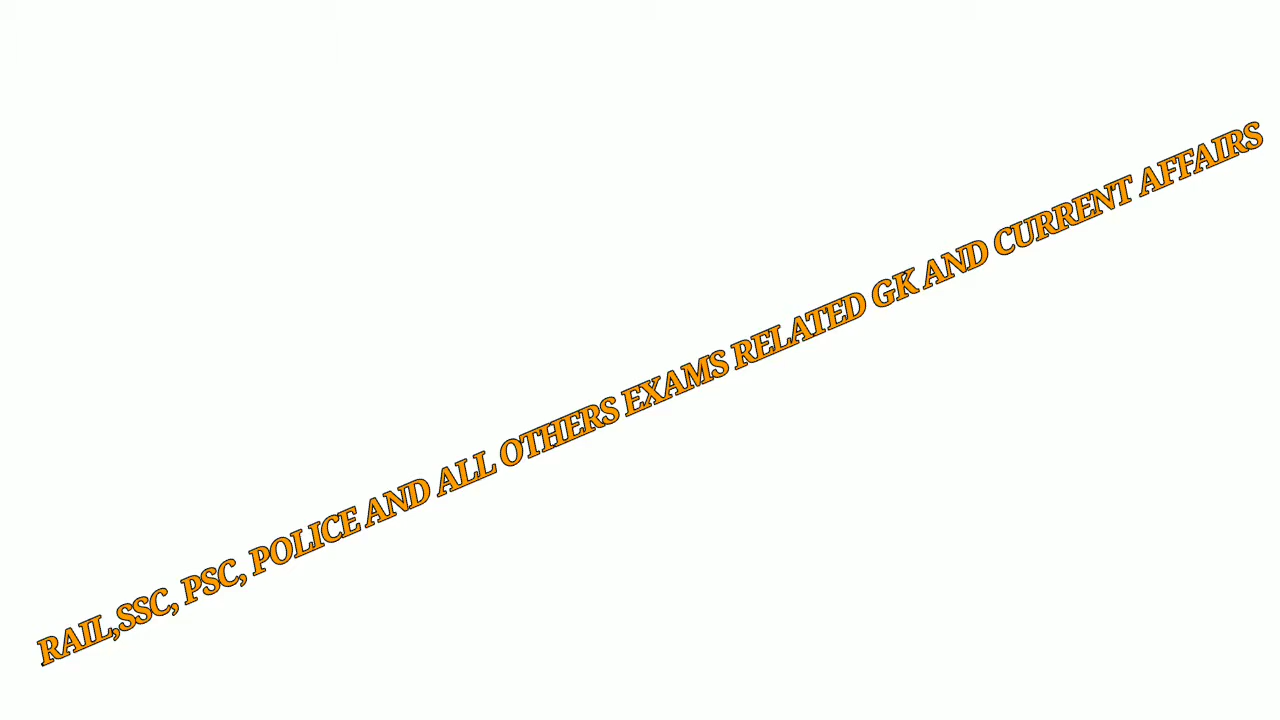 RAIL,SSC, PSC, POLICE AND ALL OTHERS EXAMS RELATED GK AND CURRENT AFFAIRS